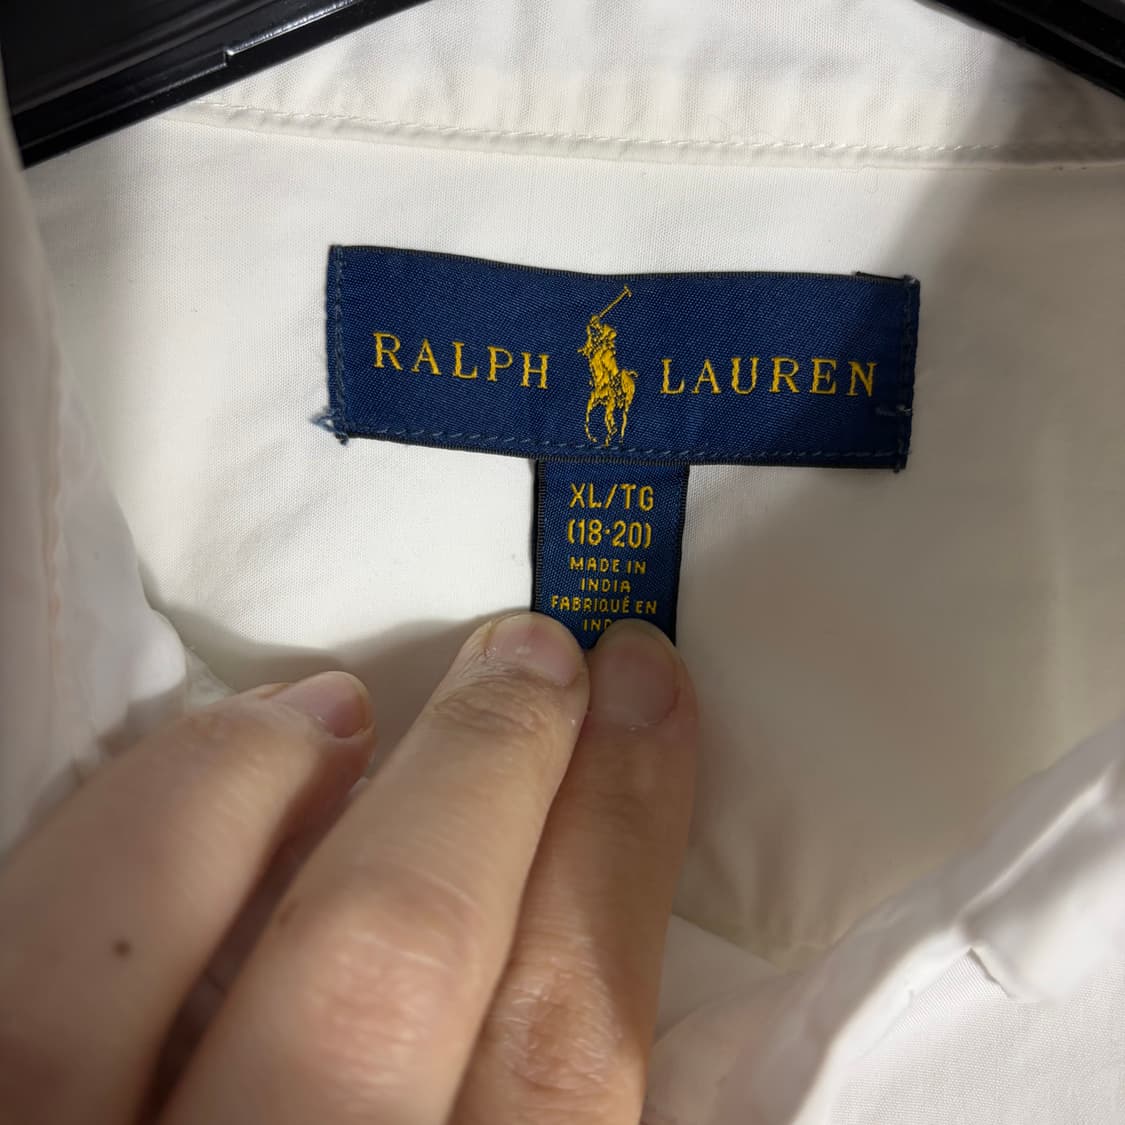 RALPH LAUREN
XL/TG
(18-20)
MADE IN
INDIA
FABRIQUÉ EN